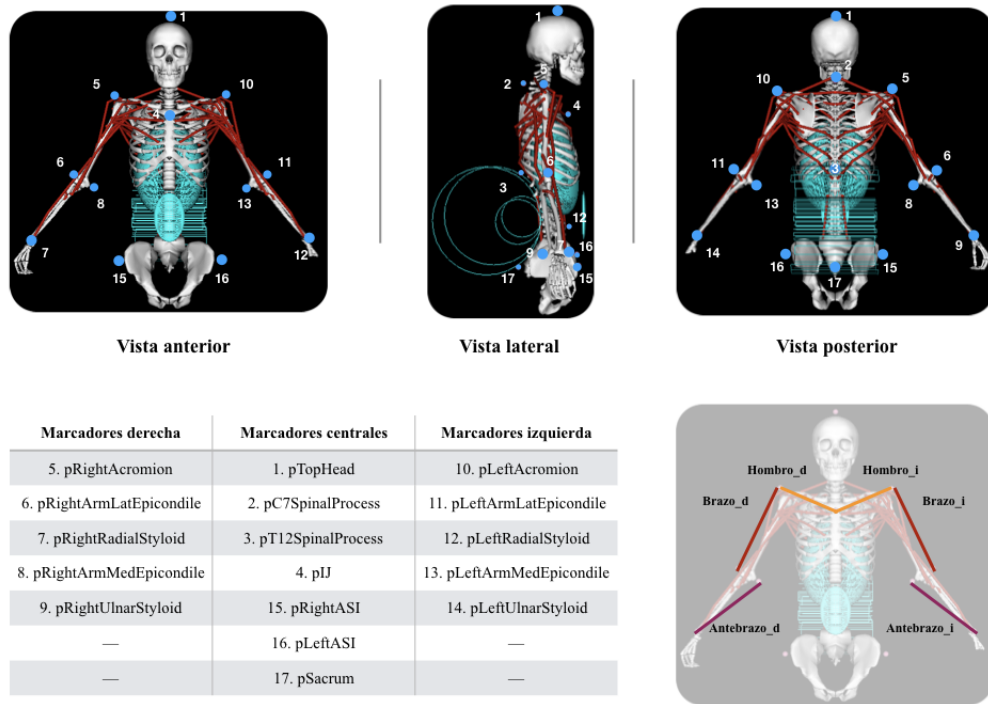 1
5
10
4
6
11
8
13
7
12
15
16
Vista anterior
1
5
2
4
6
3
12
9
7
16
17
15
Vista lateral
1
2
10
5
11
3
6
13
8
14
9
16
15
17
Vista posterior
Marcadores derecha Marcadores centrales Marcadores izquierda
5. pRightAcromion 1. pTopHead 10. pLeftAcromion
6. pRightArmLatEpicondile 2. pC7SpinalProcess 11. pLeftArmLatEpicondile
7. pRightRadialStyloid 3. pT12SpinalProcess 12. pLeftRadialStyloid
8. pRightArmMedEpicondile 4. pIJ 13. pLeftArmMedEpicondile
9. pRightUlnarStyloid 15. pRightASI 14. pLeftUlnarStyloid
— 16. pLeftASI —
— 17. pSacrum —
Hombro_d Hombro_i
Brazo_d Brazo_i
Antebrazo_d Antebrazo_i